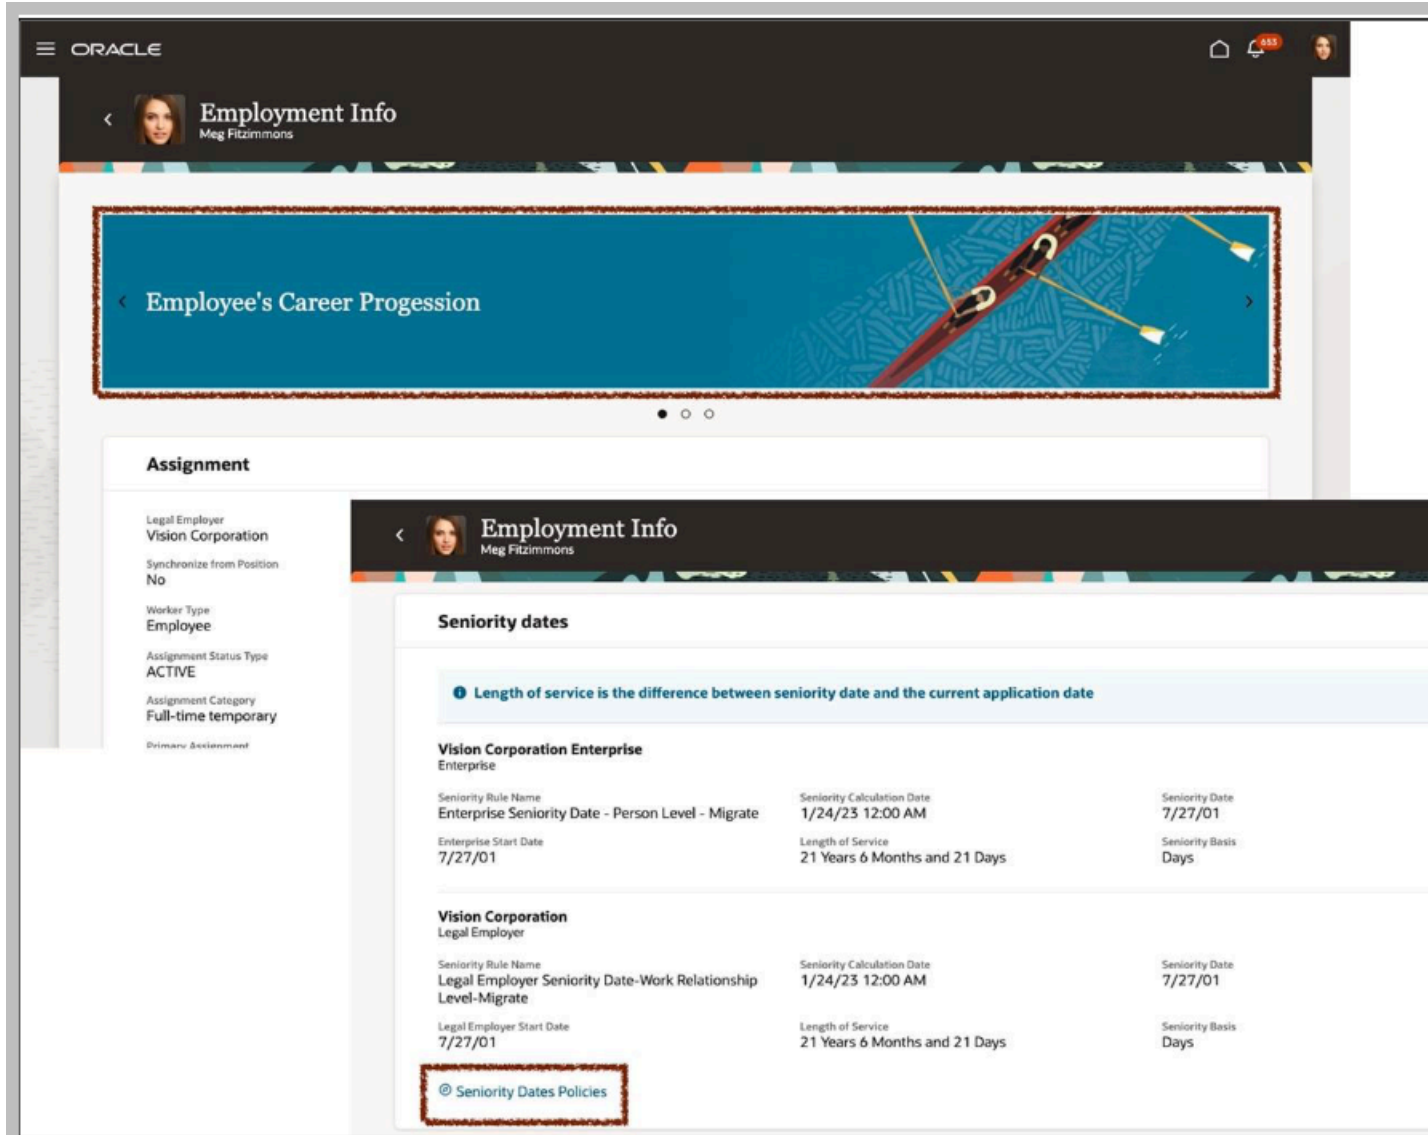 ORACLE
653
Employment Info
Meg Fitzimmons
Employee's Career Progession
Assignment
Legal Employer
Vision Corporation
Synchronize from Position
No
Worker Type
Employee
Assignment Status Type
ACTIVE
Assignment Category
Full-time temporary
Primary Assignment
Employment Info
Meg Fitzimmons
Seniority dates
Length of service is the difference between seniority date and the current application date
Vision Corporation Enterprise
Enterprise
Seniority Rule Name
Enterprise Seniority Date - Person Level - Migrate
Seniority Calculation Date
1/24/23 12:00 AM
Seniority Date
7/27/01
Enterprise Start Date
7/27/01
Length of Service
21 Years 6 Months and 21 Days
Seniority Basis
Days
Vision Corporation
Legal Employer
Seniority Rule Name
Legal Employer Seniority Date-Work Relationship
Level-Migrate
Seniority Calculation Date
1/24/23 12:00 AM
Seniority Date
7/27/01
Legal Employer Start Date
7/27/01
Length of Service
21 Years 6 Months and 21 Days
Seniority Basis
Days
Seniority Dates Policies